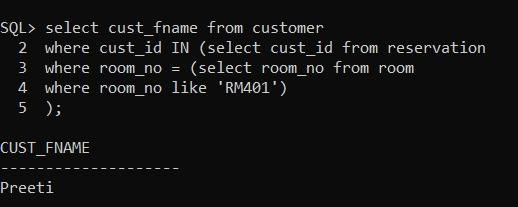 SQL> select cust_fname from customer
  2  where cust_id IN (select cust_id from reservation
  3  where room_no = (select room_no from room
  4  where room_no like 'RM401')
  5  );
CUST_FNAME
--------------------
Preeti